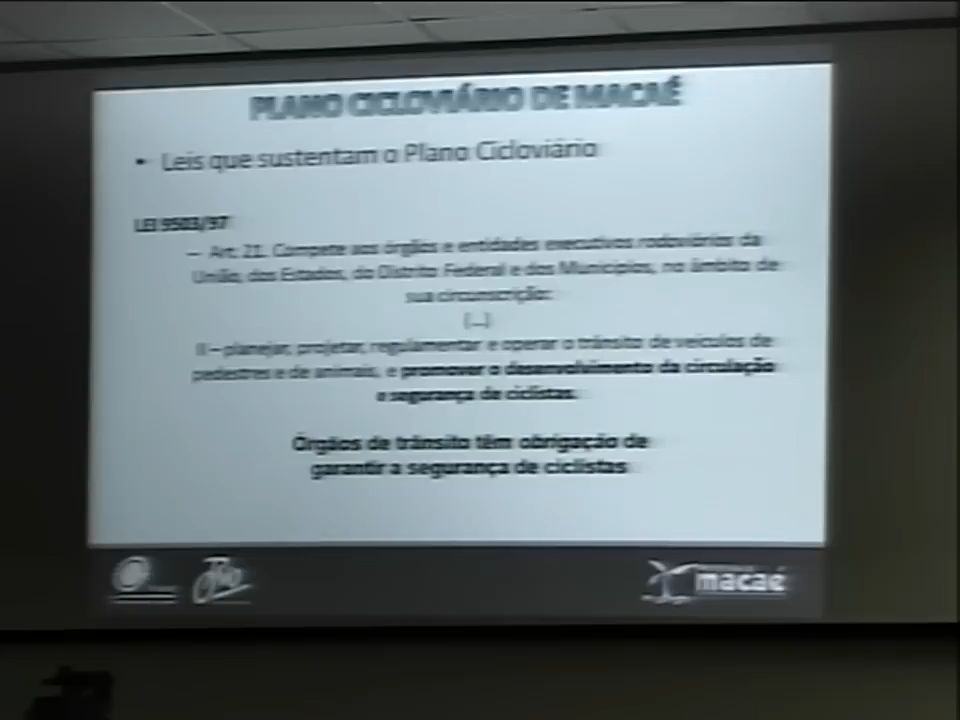 PLANO CICLOVIÁRIO DE MACAÉ
• Leis que sustentam o Plano Cicloviário
LEI 9503/97
– Art. 21. Compete aos órgãos e entidades executivos rodoviários da
União, dos Estados, do Distrito Federal e dos Municípios, no âmbito de
sua circunscrição:
(...)
II – planejar, projetar, regulamentar e operar o trânsito de veículos de
pedestres e de animais, e promover o desenvolvimento da circulação
e segurança de ciclistas.
Órgãos de trânsito têm obrigação de
garantir a segurança de ciclistas
macaé